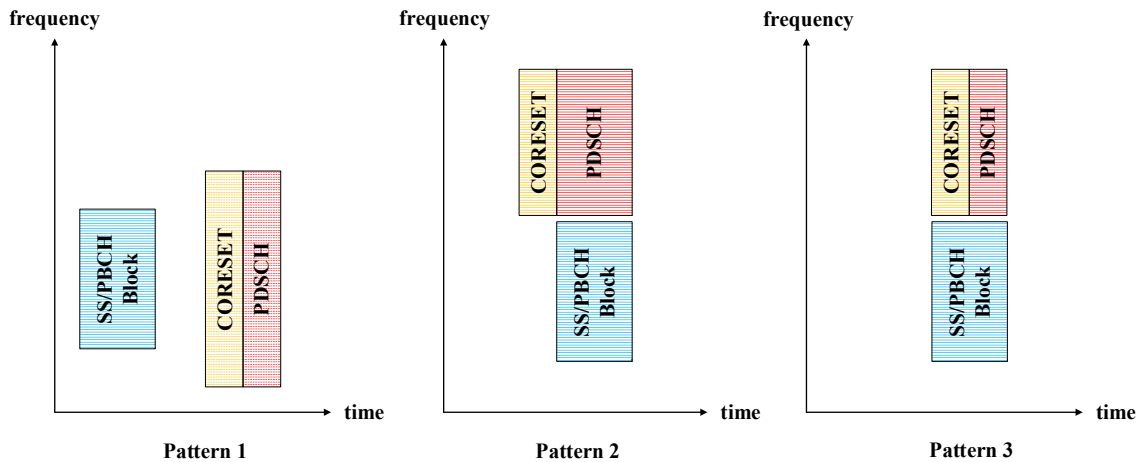 frequency
SS/PBCH
Block
CORESET
PDSCH
time
Pattern 1
frequency
CORESET
PDSCH
SS/PBCH
Block
time
Pattern 2
frequency
CORESET
PDSCH
SS/PBCH
Block
time
Pattern 3